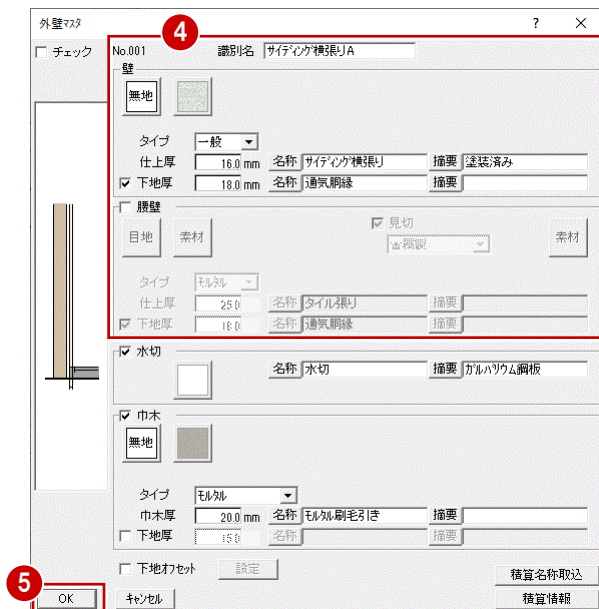 外壁マスタ ? ×
4
チェック No.001 識別名 サイディング横張りA
壁
無地
タイプ 一般
仕上厚 16.0 mm 名称 サイディング横張り 摘要 塗装済み
下地厚 18.0 mm 名称 通気胴縁 摘要
腰壁
目地 素材 見切 素材
タイプ モルタル
仕上厚 25.0 名称 タイル張り 摘要
下地厚 18.0 名称 通気胴縁 摘要
水切
名称 水切 摘要 ガルバリウム鋼板
巾木
無地
タイプ モルタル
巾木厚 20.0 mm 名称 モルタル刷毛引き 摘要
下地厚 15.0 名称 摘要
下地オフセット 設定
積算名称取込
5
OK キャンセル 積算情報